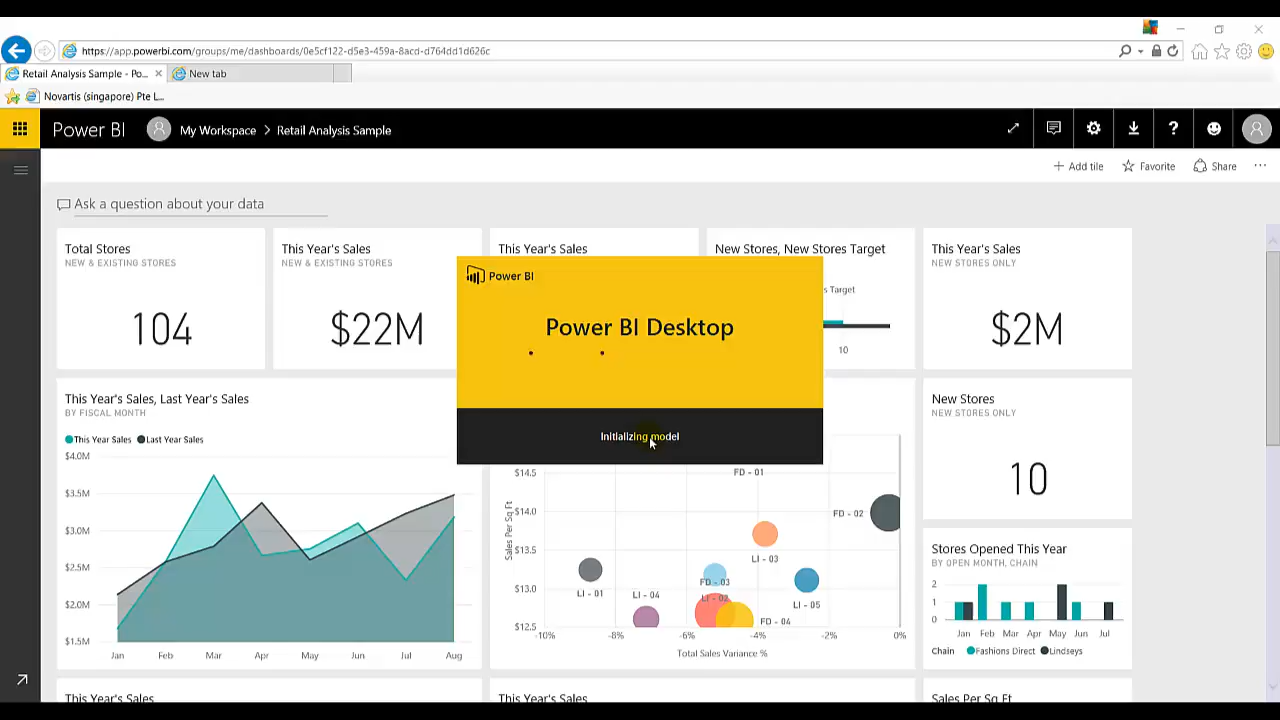 https://app.powerbi.com/groups/me/dashboards/0e5cf122-d5e3-459a-8acd-d764dd1d626c
Retail Analysis Sample - Po...
New tab
Novartis (singapore) Pte L...
Power BI
My Workspace > Retail Analysis Sample
?
+ Add tile
Favorite
Share
...
Ask a question about your data
Total Stores
NEW & EXISTING STORES
104
This Year's Sales
NEW & EXISTING STORES
$22M
This Year's Sales
New Stores, New Stores Target
s Target
10
This Year's Sales
NEW STORES ONLY
$2M
Power BI
Power BI Desktop
Initializing model
This Year's Sales, Last Year's Sales
BY FISCAL MONTH
This Year Sales
Last Year Sales
$4.0M
$3.5M
$3.0M
$2.5M
$2.0M
$1.5M
Jan Feb Mar Apr May Jun Jul Aug
Sales Per Sq Ft
$14.5
$14.0
$13.5
$13.0
$12.5
FD - 01
FD - 02
LI - 03
FD - 03
LI - 01
LI - 04
LI - 02
LI - 05
FD - 04
-10% -8% -6% -4% -2% 0%
Total Sales Variance %
New Stores
NEW STORES ONLY
10
Stores Opened This Year
BY OPEN MONTH, CHAIN
2
1
0
Jan Feb Mar Apr May Jun Jul
Chain Fashions Direct Lindseys
This Year's Sales
This Year's Sales
Sales Per Sq Ft